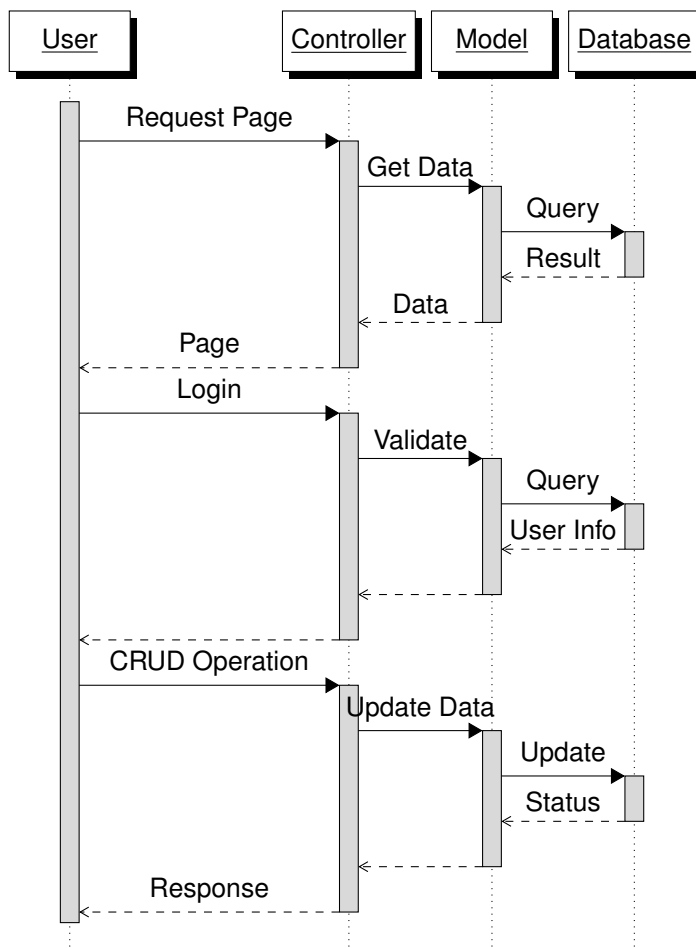 User
Controller
Model
Database
Request Page
Get Data
Query
Result
Data
Page
Login
Validate
Query
User Info
CRUD Operation
Update Data
Update
Status
Response